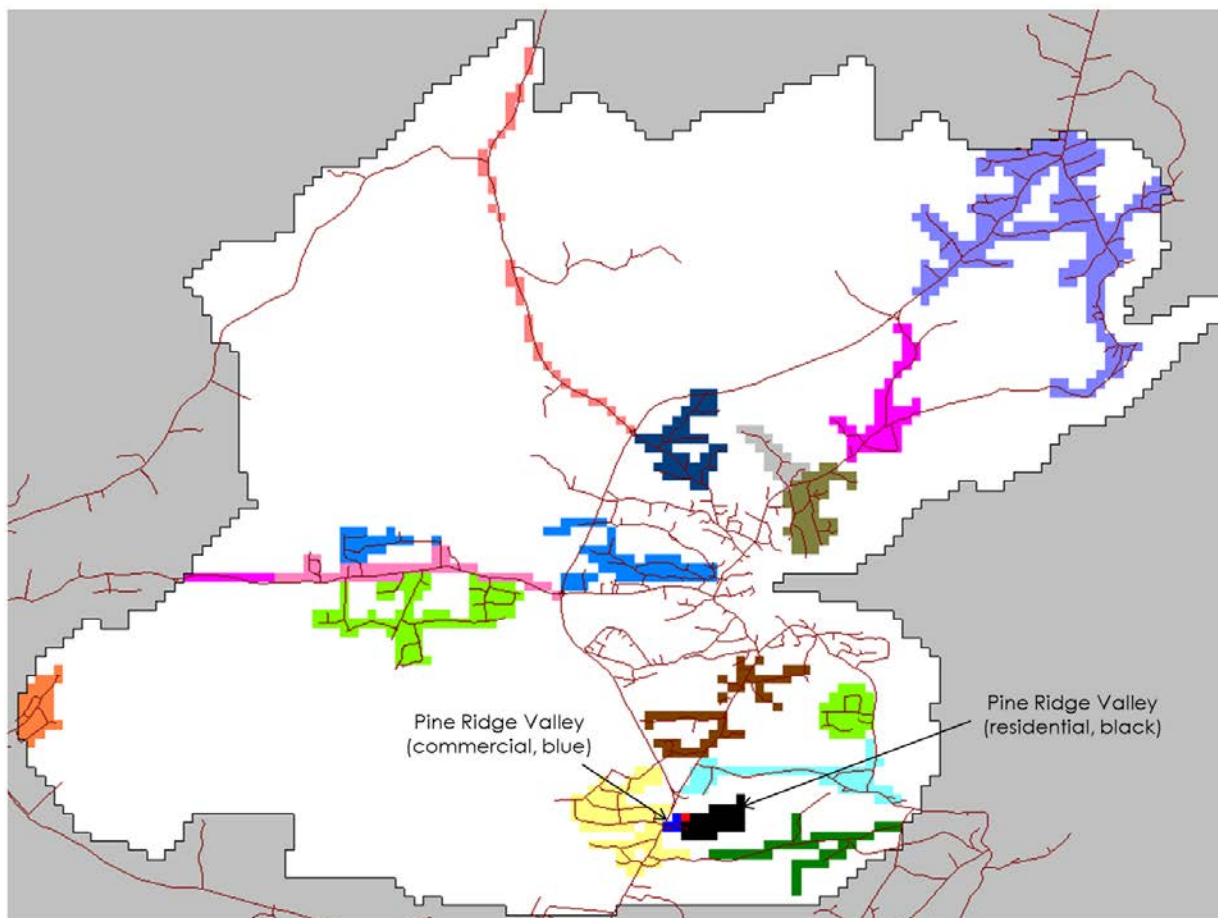 Pine Ridge Valley
(commercial, blue)
Pine Ridge Valley
(residential, black)